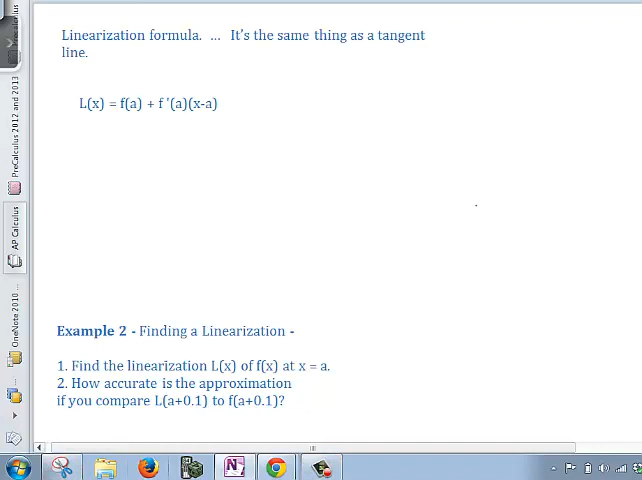 Linearization formula. ... It's the same thing as a tangent
line.
L(x) = f(a) + f '(a)(x-a)
Example 2 - Finding a Linearization -
1. Find the linearization L(x) of f(x) at x = a.
2. How accurate is the approximation
if you compare L(a+0.1) to f(a+0.1)?
PreCalculus 2012 and 2013
AP Calculus
OneNote 2010 ...
...